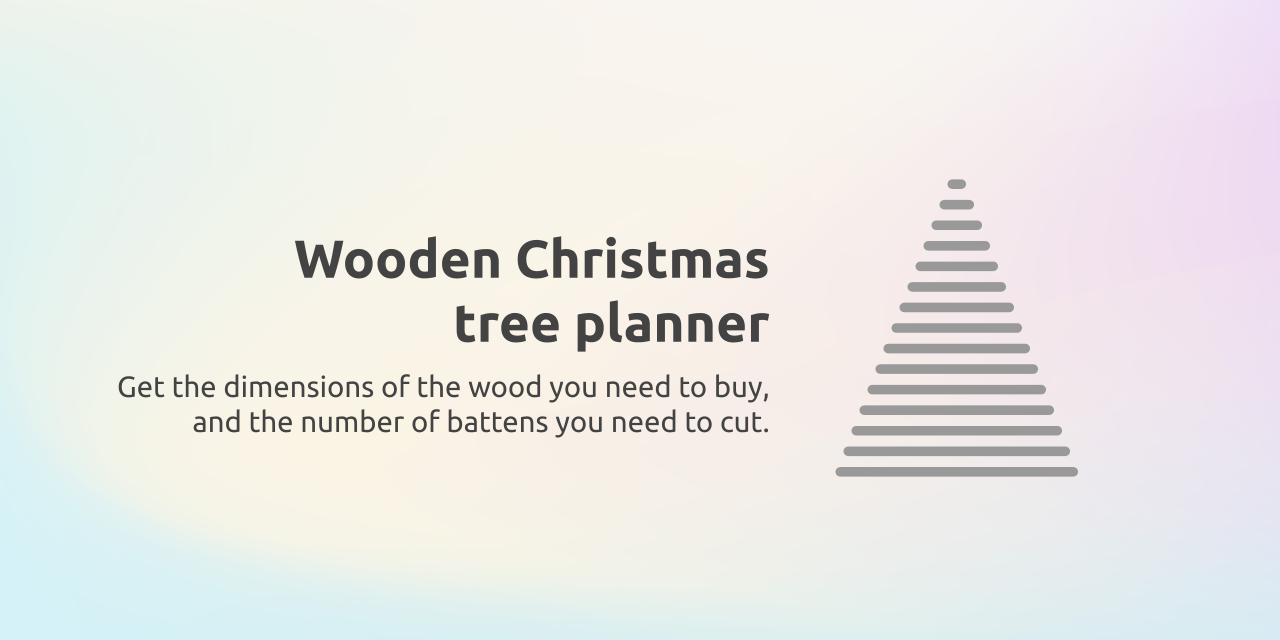 Wooden Christmas
tree planner
Get the dimensions of the wood you need to buy,
and the number of battens you need to cut.